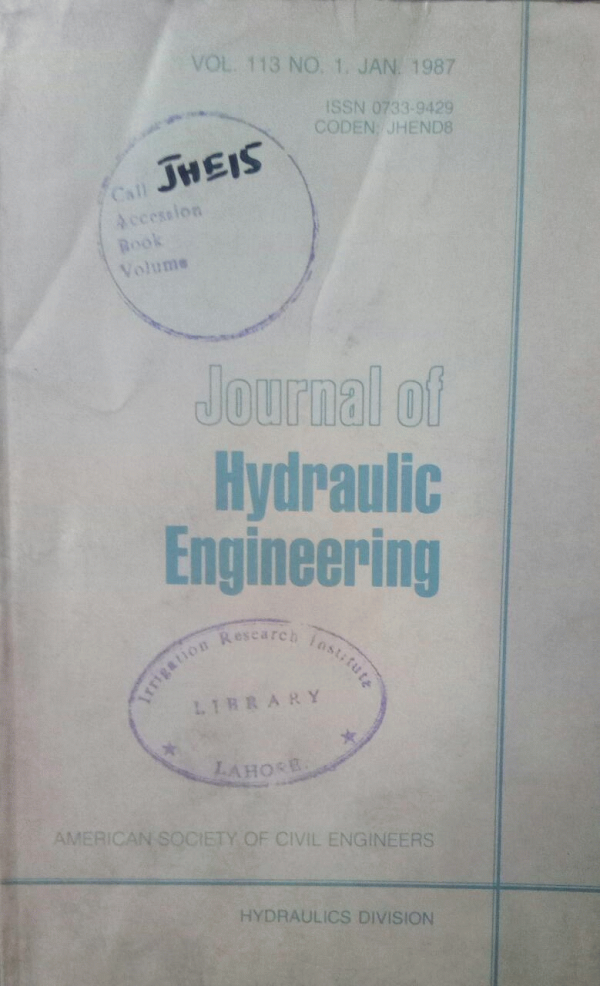 VOL. 113 NO. 1. JAN. 1987
ISSN 0733-9429
CODEN: JHEND8
Call JHE15
Accession
Book
Volume
Journal of
Hydraulic
Engineering
Irrigation Research Institute
LIBRARY
LAHORE.
AMERICAN SOCIETY OF CIVIL ENGINEERS
HYDRAULICS DIVISION